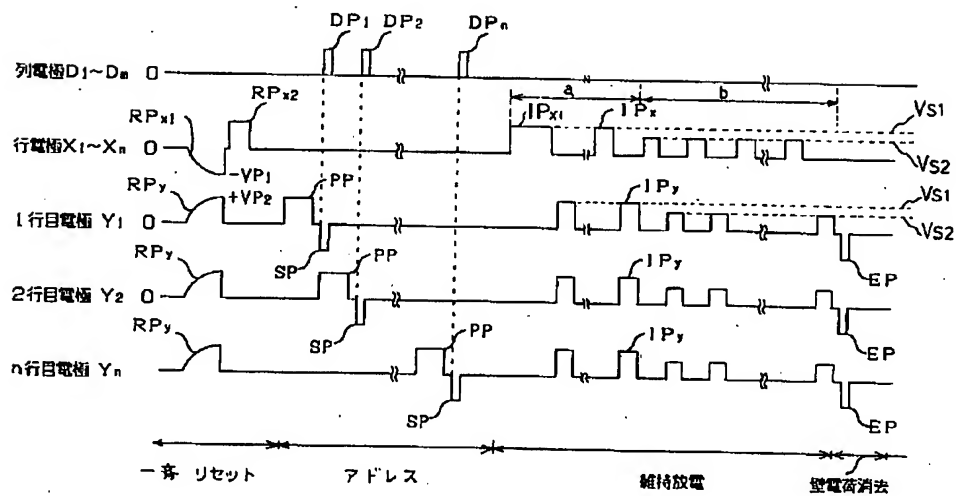 DP1 DP2 DPn
列電極D1~Dm 0
RPx1 RPx2 a b
IPx1 IPx VS1
行電極X1~Xn 0
-VP1 VS2
RPy +VP2 PP IPy VS1
1行目電極 Y1 0
VS2
RPy SP PP IPy EP
2行目電極 Y2 0
RPy SP PP IPy EP
n行目電極 Yn
SP EP
一斉 リセット アドレス 維持放電 壁電荷消去